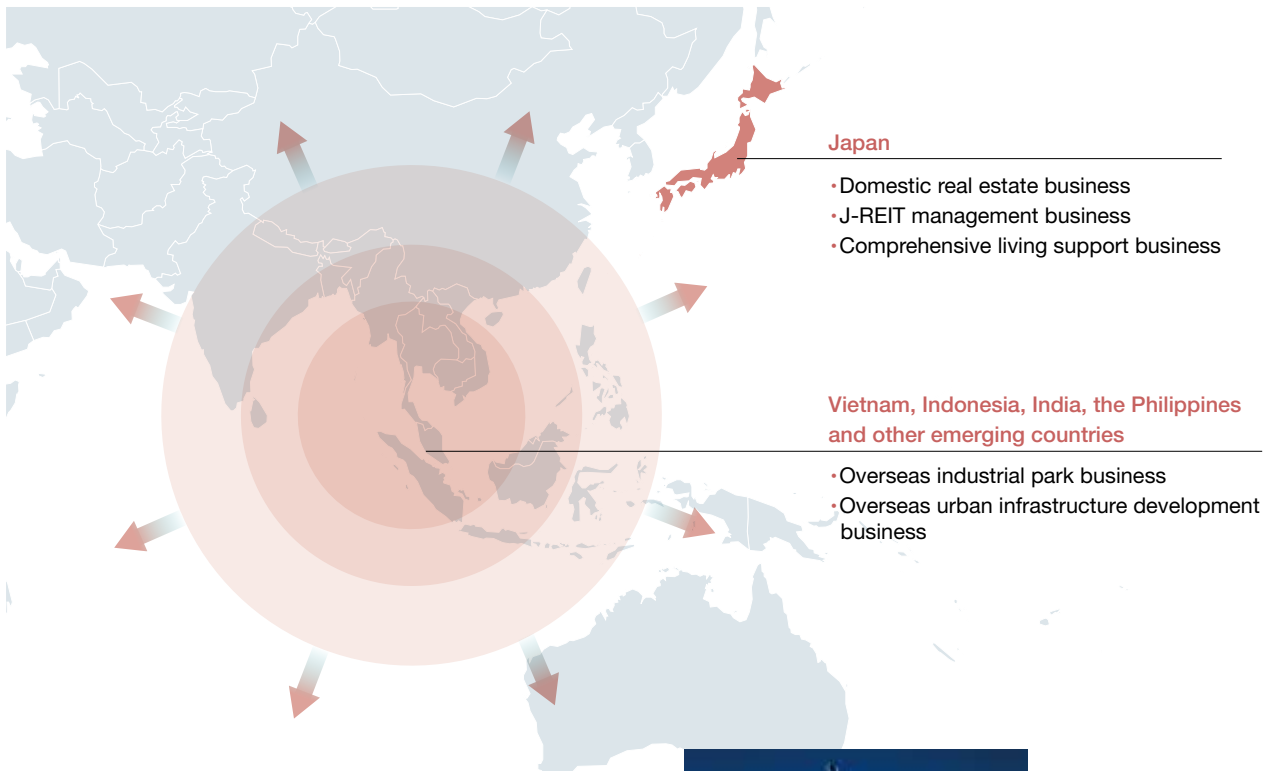 Japan
・Domestic real estate business
・J-REIT management business
・Comprehensive living support business
Vietnam, Indonesia, India, the Philippines
and other emerging countries
・Overseas industrial park business
・Overseas urban infrastructure development
business